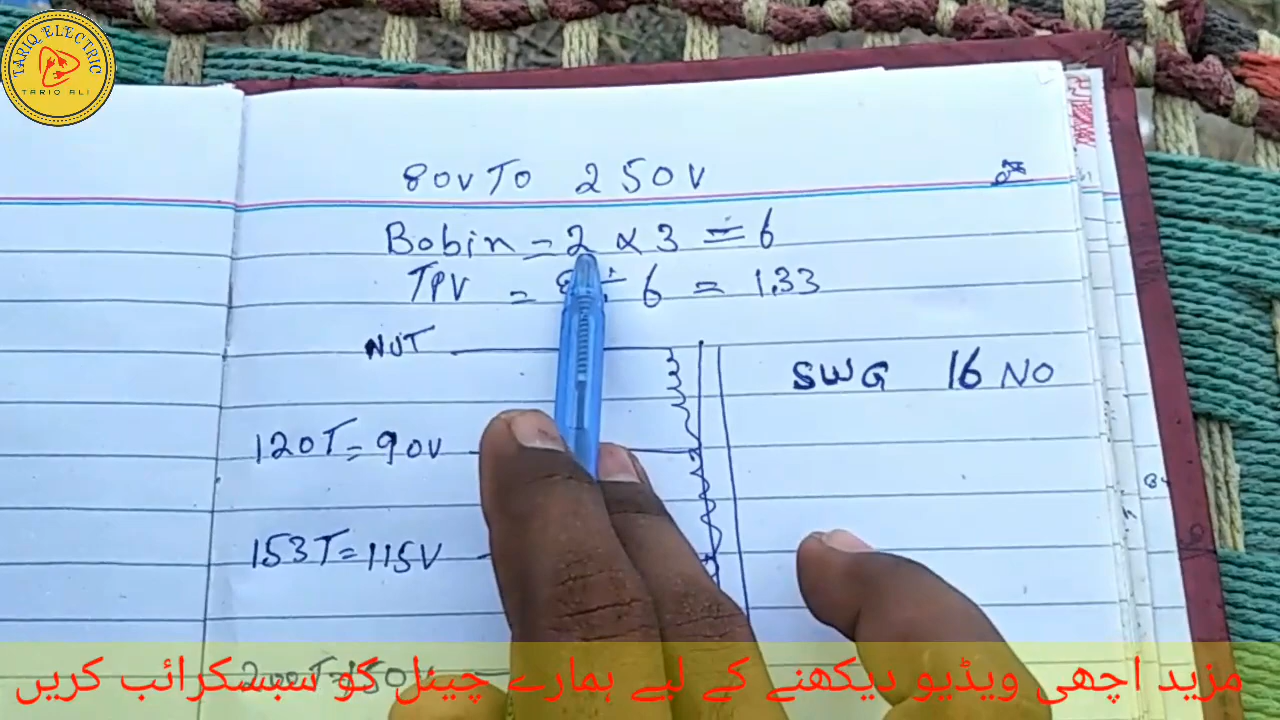 TARIQ ELECTRIC
TARIQ ALI
80V TO 250V
Bobin = 2 × 3 = 6
TPV = 8 ÷ 6 = 1.33
NUT
SWG 16 NO
120T = 90V
153T = 115V
مزید اچھی ویڈیو دیکھنے کے لیے ہمارے چینل کو سبسکرائب کریں